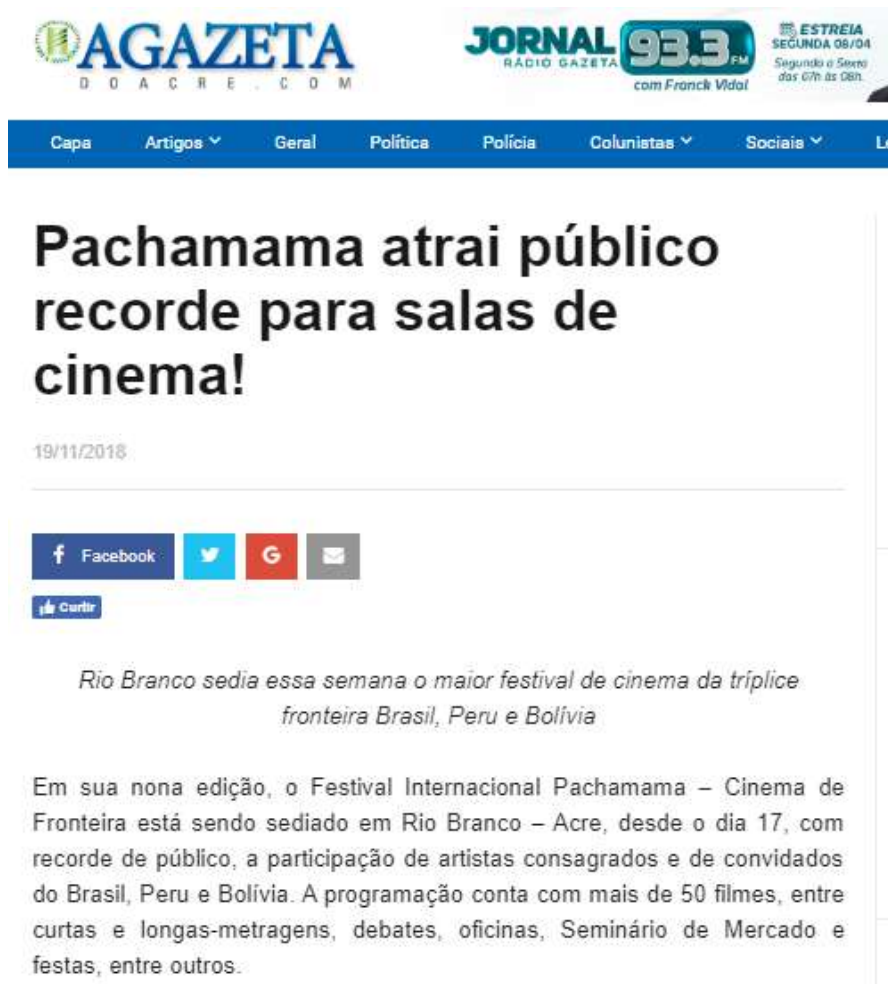 AGAZETA
DOACRE.COM
JORNAL 93.3 FM
RÁDIO GAZETA
com Franck Vidal
ESTREIA
SEGUNDA 08/04
Segunda a Sexta
das 07h às 08h.
Capa Artigos Geral Política Polícia Colunistas Sociais
Pachamama atrai público
recorde para salas de
cinema!
19/11/2018
f Facebook G
Curtir
Rio Branco sedia essa semana o maior festival de cinema da tríplice
fronteira Brasil, Peru e Bolívia
Em sua nona edição, o Festival Internacional Pachamama – Cinema de
Fronteira está sendo sediado em Rio Branco – Acre, desde o dia 17, com
recorde de público, a participação de artistas consagrados e de convidados
do Brasil, Peru e Bolívia. A programação conta com mais de 50 filmes, entre
curtas e longas-metragens, debates, oficinas, Seminário de Mercado e
festas, entre outros.